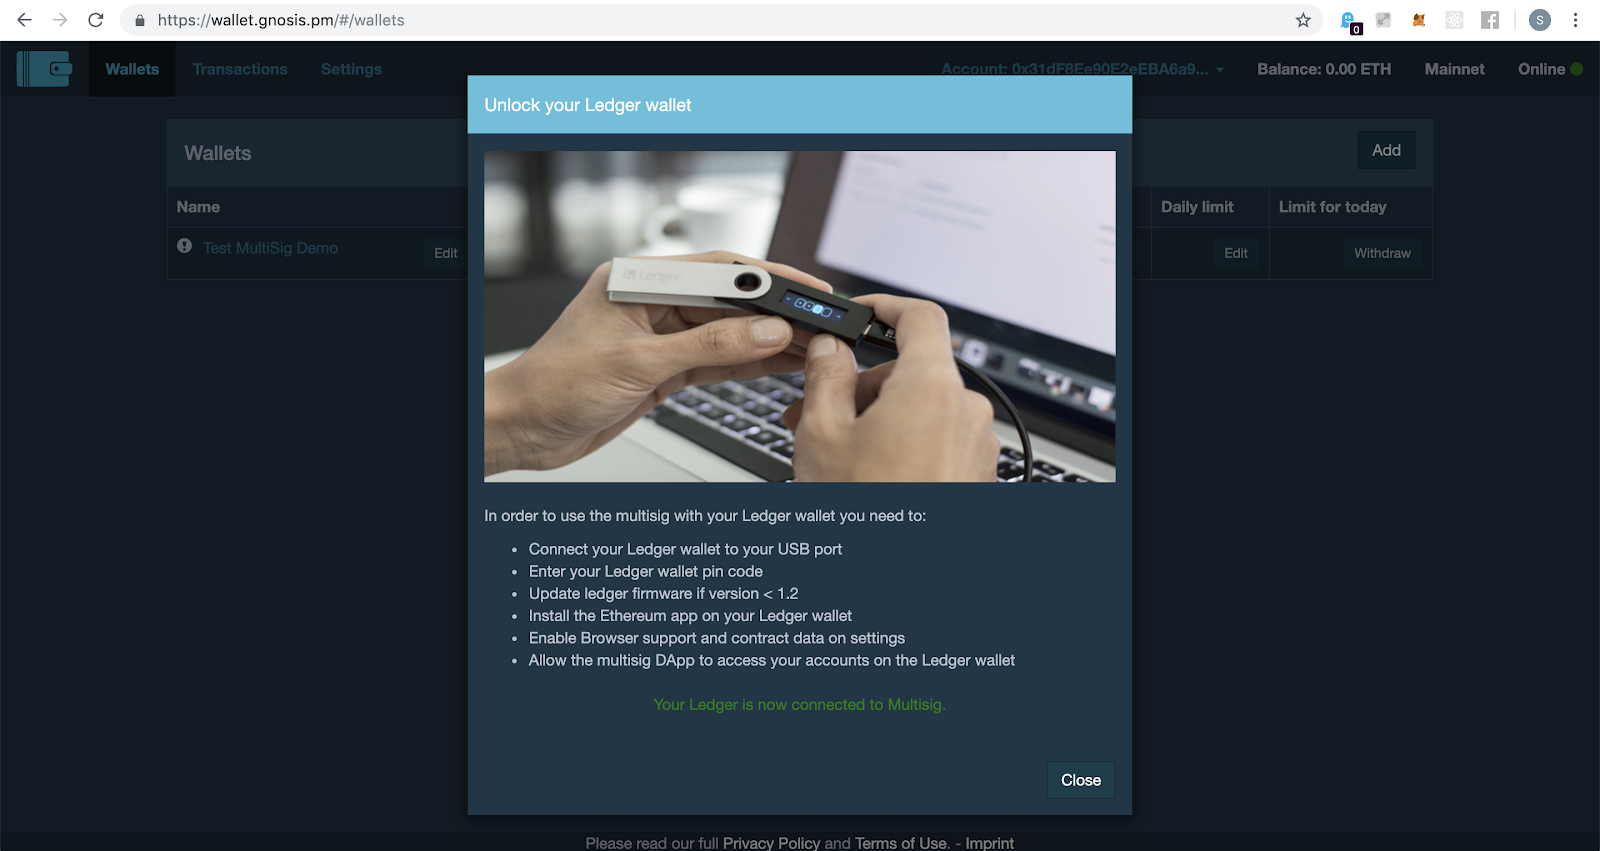 https://wallet.gnosis.pm/#/wallets
0
S
Wallets Transactions Settings Account: 0x31dF8Ee90E2eEBA6a9... Balance: 0.00 ETH Mainnet Online
Unlock your Ledger wallet
Wallets
Add
Name Daily limit Limit for today
Test MultiSig Demo Edit Edit Withdraw
Ledger
In order to use the multisig with your Ledger wallet you need to:
• Connect your Ledger wallet to your USB port
• Enter your Ledger wallet pin code
• Update ledger firmware if version < 1.2
• Install the Ethereum app on your Ledger wallet
• Enable Browser support and contract data on settings
• Allow the multisig DApp to access your accounts on the Ledger wallet
Your Ledger is now connected to Multisig.
Close
Please read our full Privacy Policy and Terms of Use. - Imprint